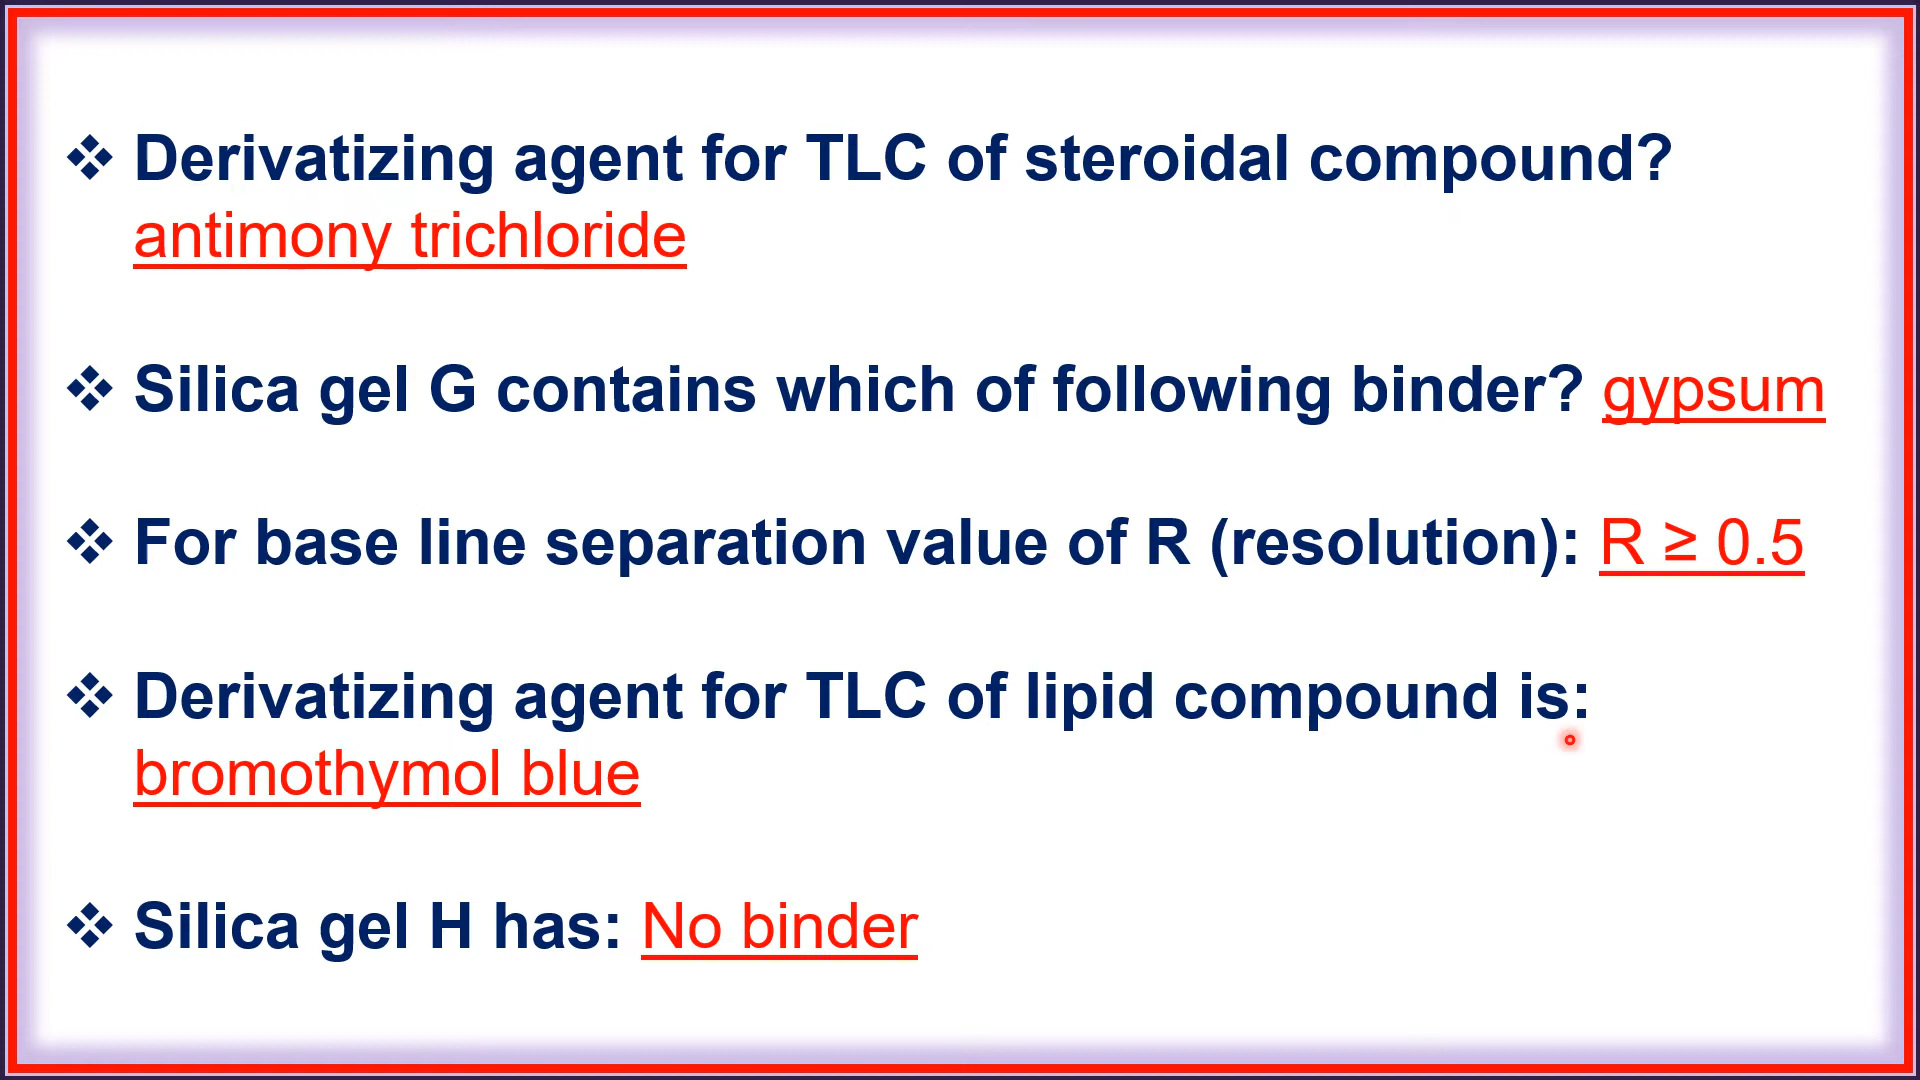 ❖ Derivatizing agent for TLC of steroidal compound?
antimony trichloride
❖ Silica gel G contains which of following binder? gypsum
❖ For base line separation value of R (resolution): R ≥ 0.5
❖ Derivatizing agent for TLC of lipid compound is:
bromothymol blue
❖ Silica gel H has: No binder